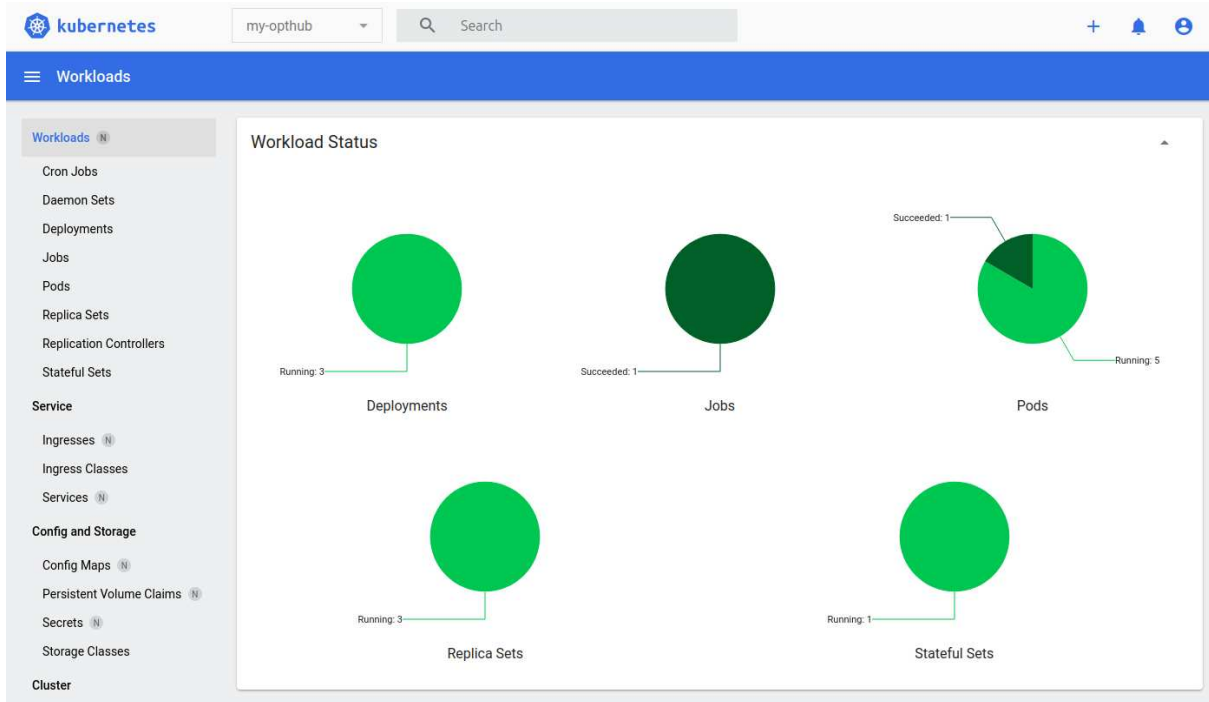 kubernetes
my-opthub
Search
Workloads
Workloads N
Cron Jobs
Daemon Sets
Deployments
Jobs
Pods
Replica Sets
Replication Controllers
Stateful Sets
Service
Ingresses N
Ingress Classes
Services N
Config and Storage
Config Maps N
Persistent Volume Claims N
Secrets N
Storage Classes
Cluster
Workload Status
Running: 3
Deployments
Succeeded: 1
Jobs
Succeeded: 1
Running: 5
Pods
Running: 3
Replica Sets
Running: 1
Stateful Sets